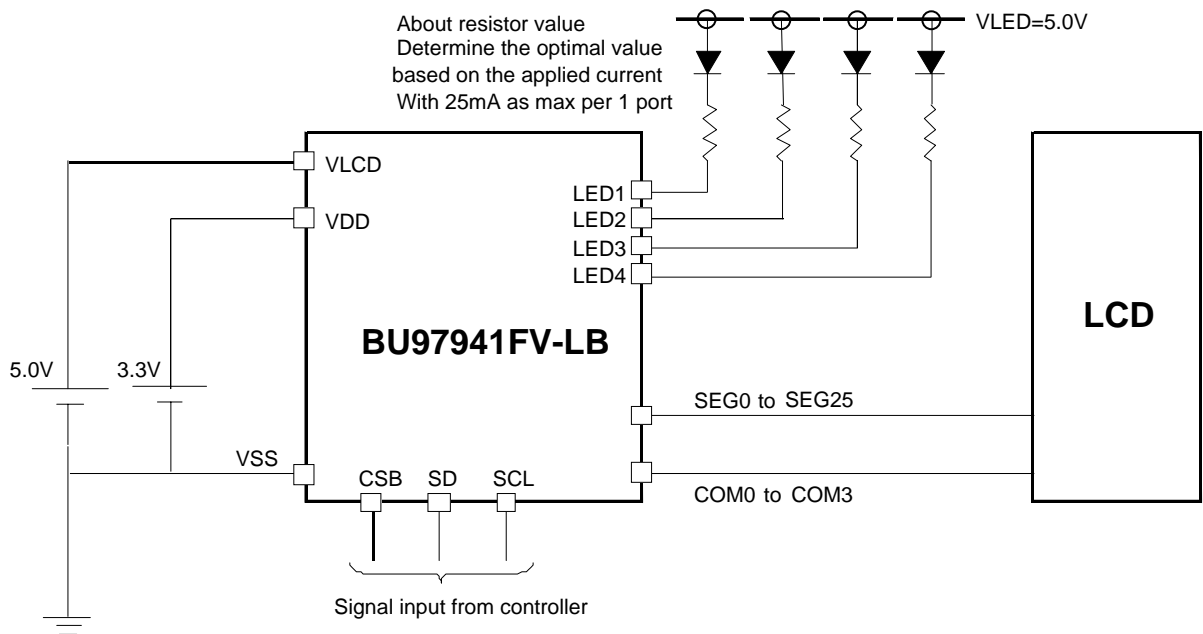 About resistor value
Determine the optimal value
based on the applied current
With 25mA as max per 1 port
VLED=5.0V
VLCD
VDD
LED1
LED2
LED3
LED4
BU97941FV-LB
LCD
5.0V
3.3V
SEG0 to SEG25
VSS
CSB
SD
SCL
COM0 to COM3
Signal input from controller